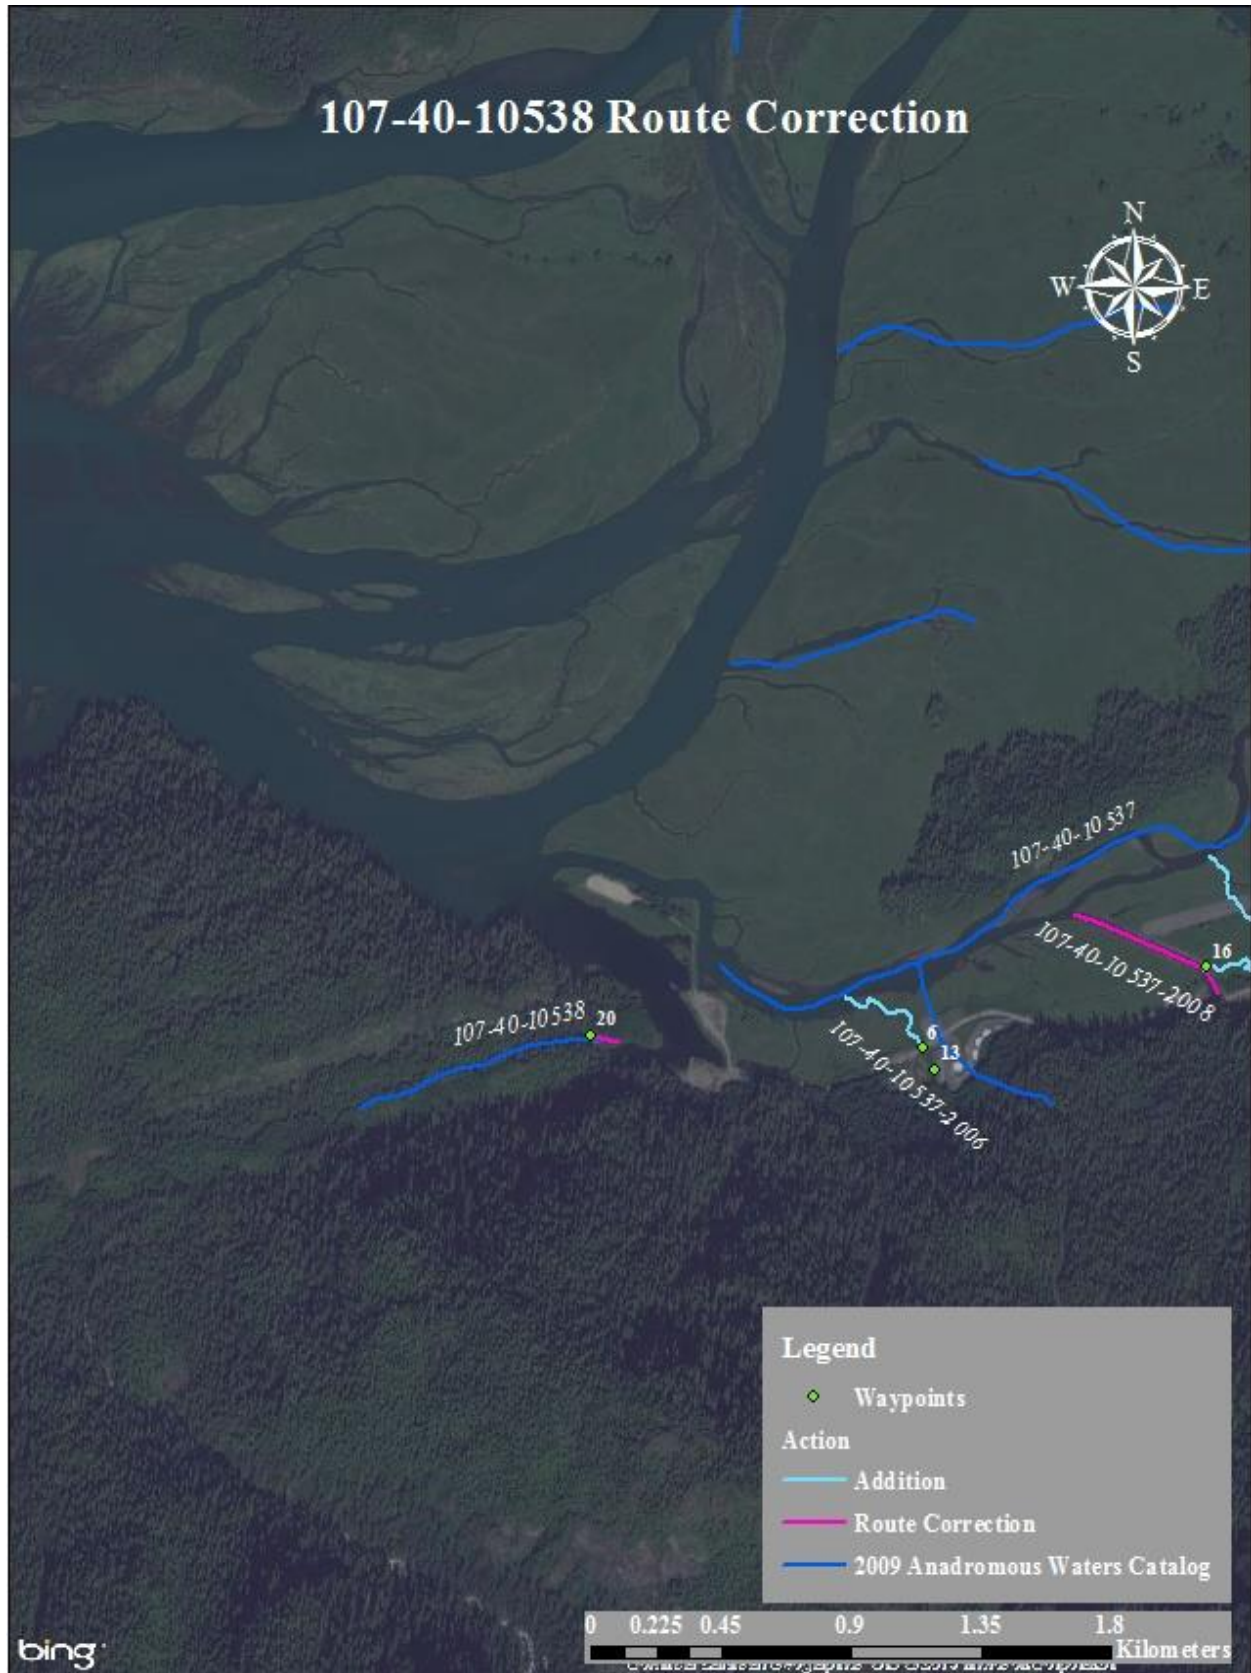 107-40-10538 Route Correction
N
W
E
S
107-40-10537
107-40-10537-2008
16
107-40-10538
20
6
13
107-40-10537-2006
Legend
Waypoints
Action
Addition
Route Correction
2009 Anadromous Waters Catalog
0 0.225 0.45 0.9 1.35 1.8
Kilometers
bing